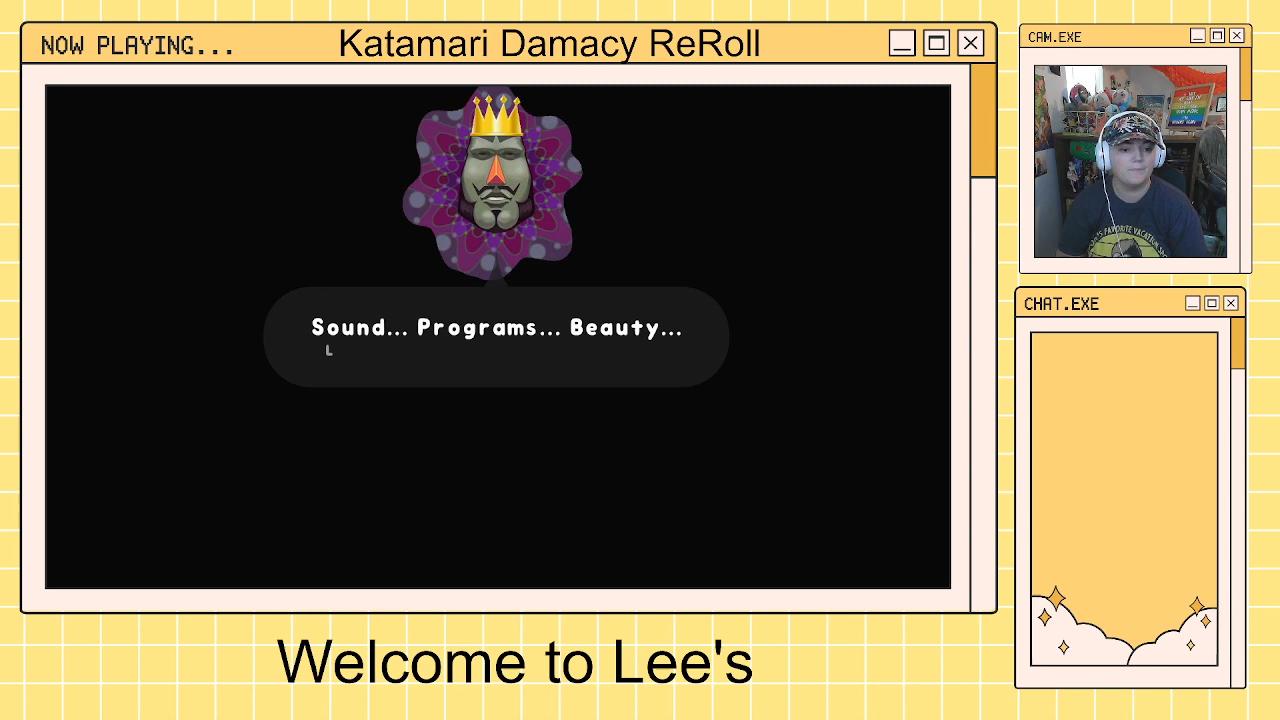 NOW PLAYING...
Katamari Damacy ReRoll
CAM.EXE
Sound... Programs... Beauty...
L
CHAT.EXE
Welcome to Lee's